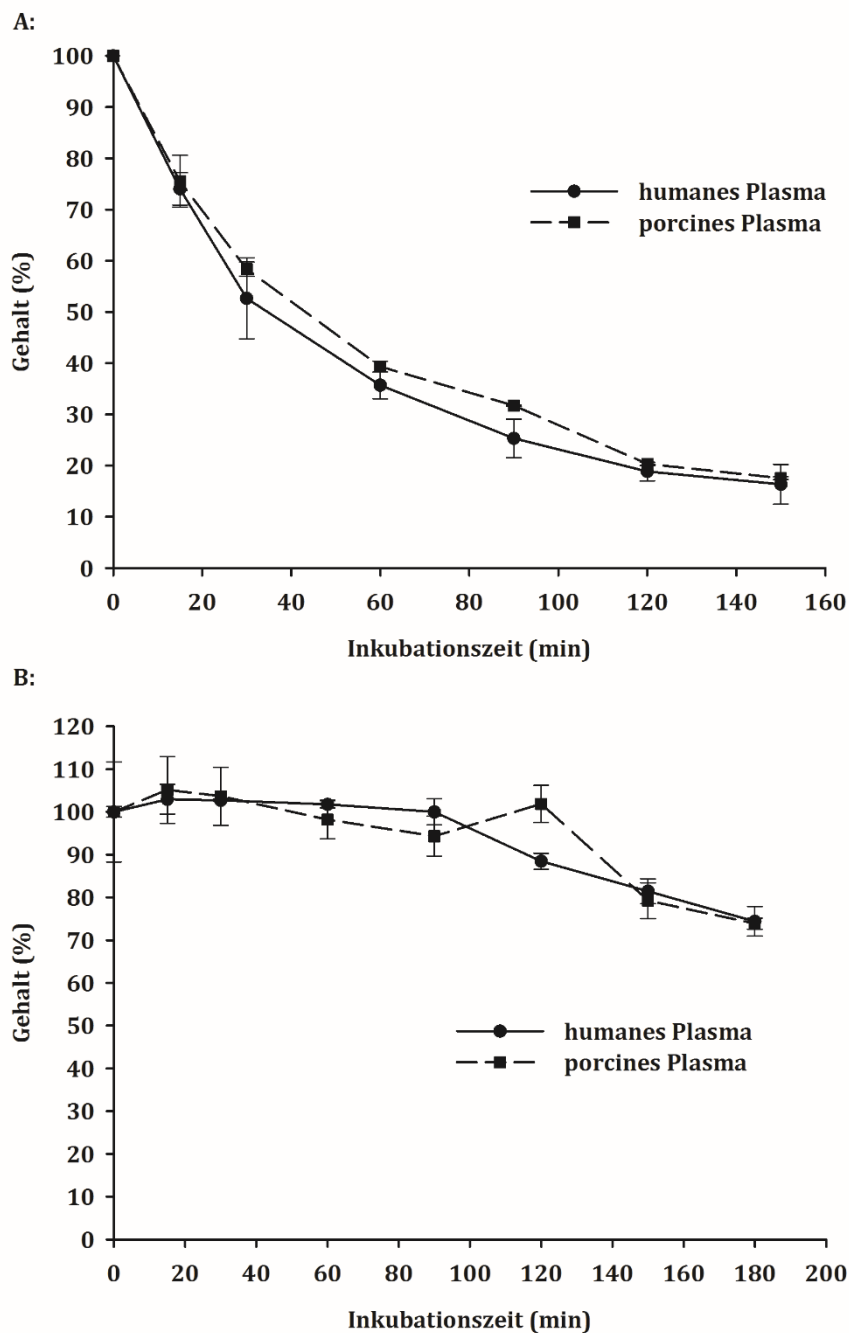 A:
100
90
80
70
60
50
40
30
20
10
0
Gehalt (%)
humanes Plasma
porcines Plasma
0 20 40 60 80 100 120 140 160
Inkubationszeit (min)
B:
120
110
100
90
80
70
60
50
40
30
20
10
0
Gehalt (%)
humanes Plasma
porcines Plasma
0 20 40 60 80 100 120 140 160 180 200
Inkubationszeit (min)